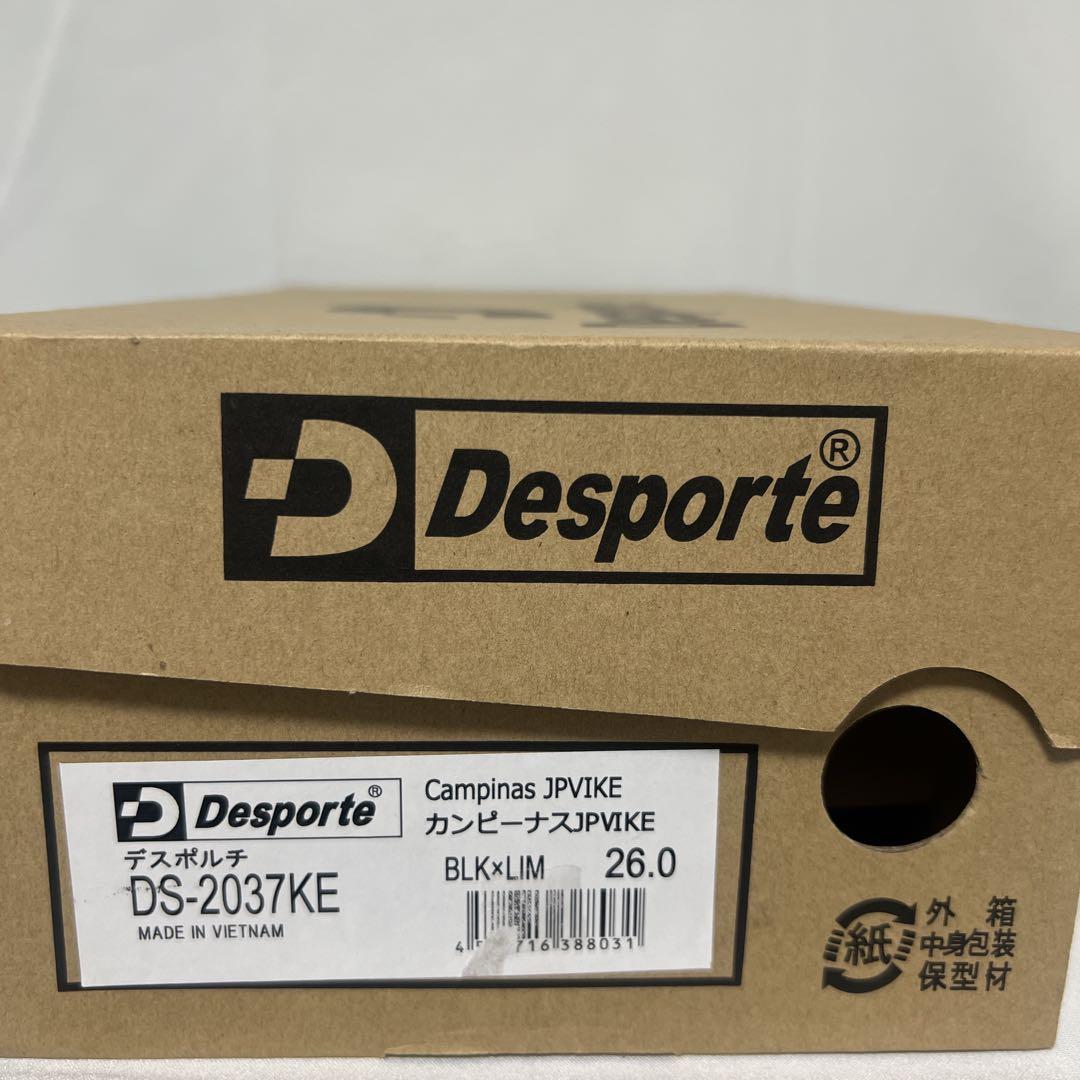 Desporte®
Desporte®
デスポルチ
DS-2037KE
MADE IN VIETNAM
Campinas JPVIKE
カンピーナスJPVIKE
BLK×LIM 26.0
716388031
紙
外箱
中身包装
保型材